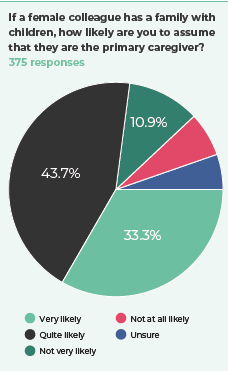 If a female colleague has a family with
children, how likely are you to assume
that they are the primary caregiver?
375 responses
10.9%
43.7%
33.3%
Very likely
Not at all likely
Quite likely
Unsure
Not very likely